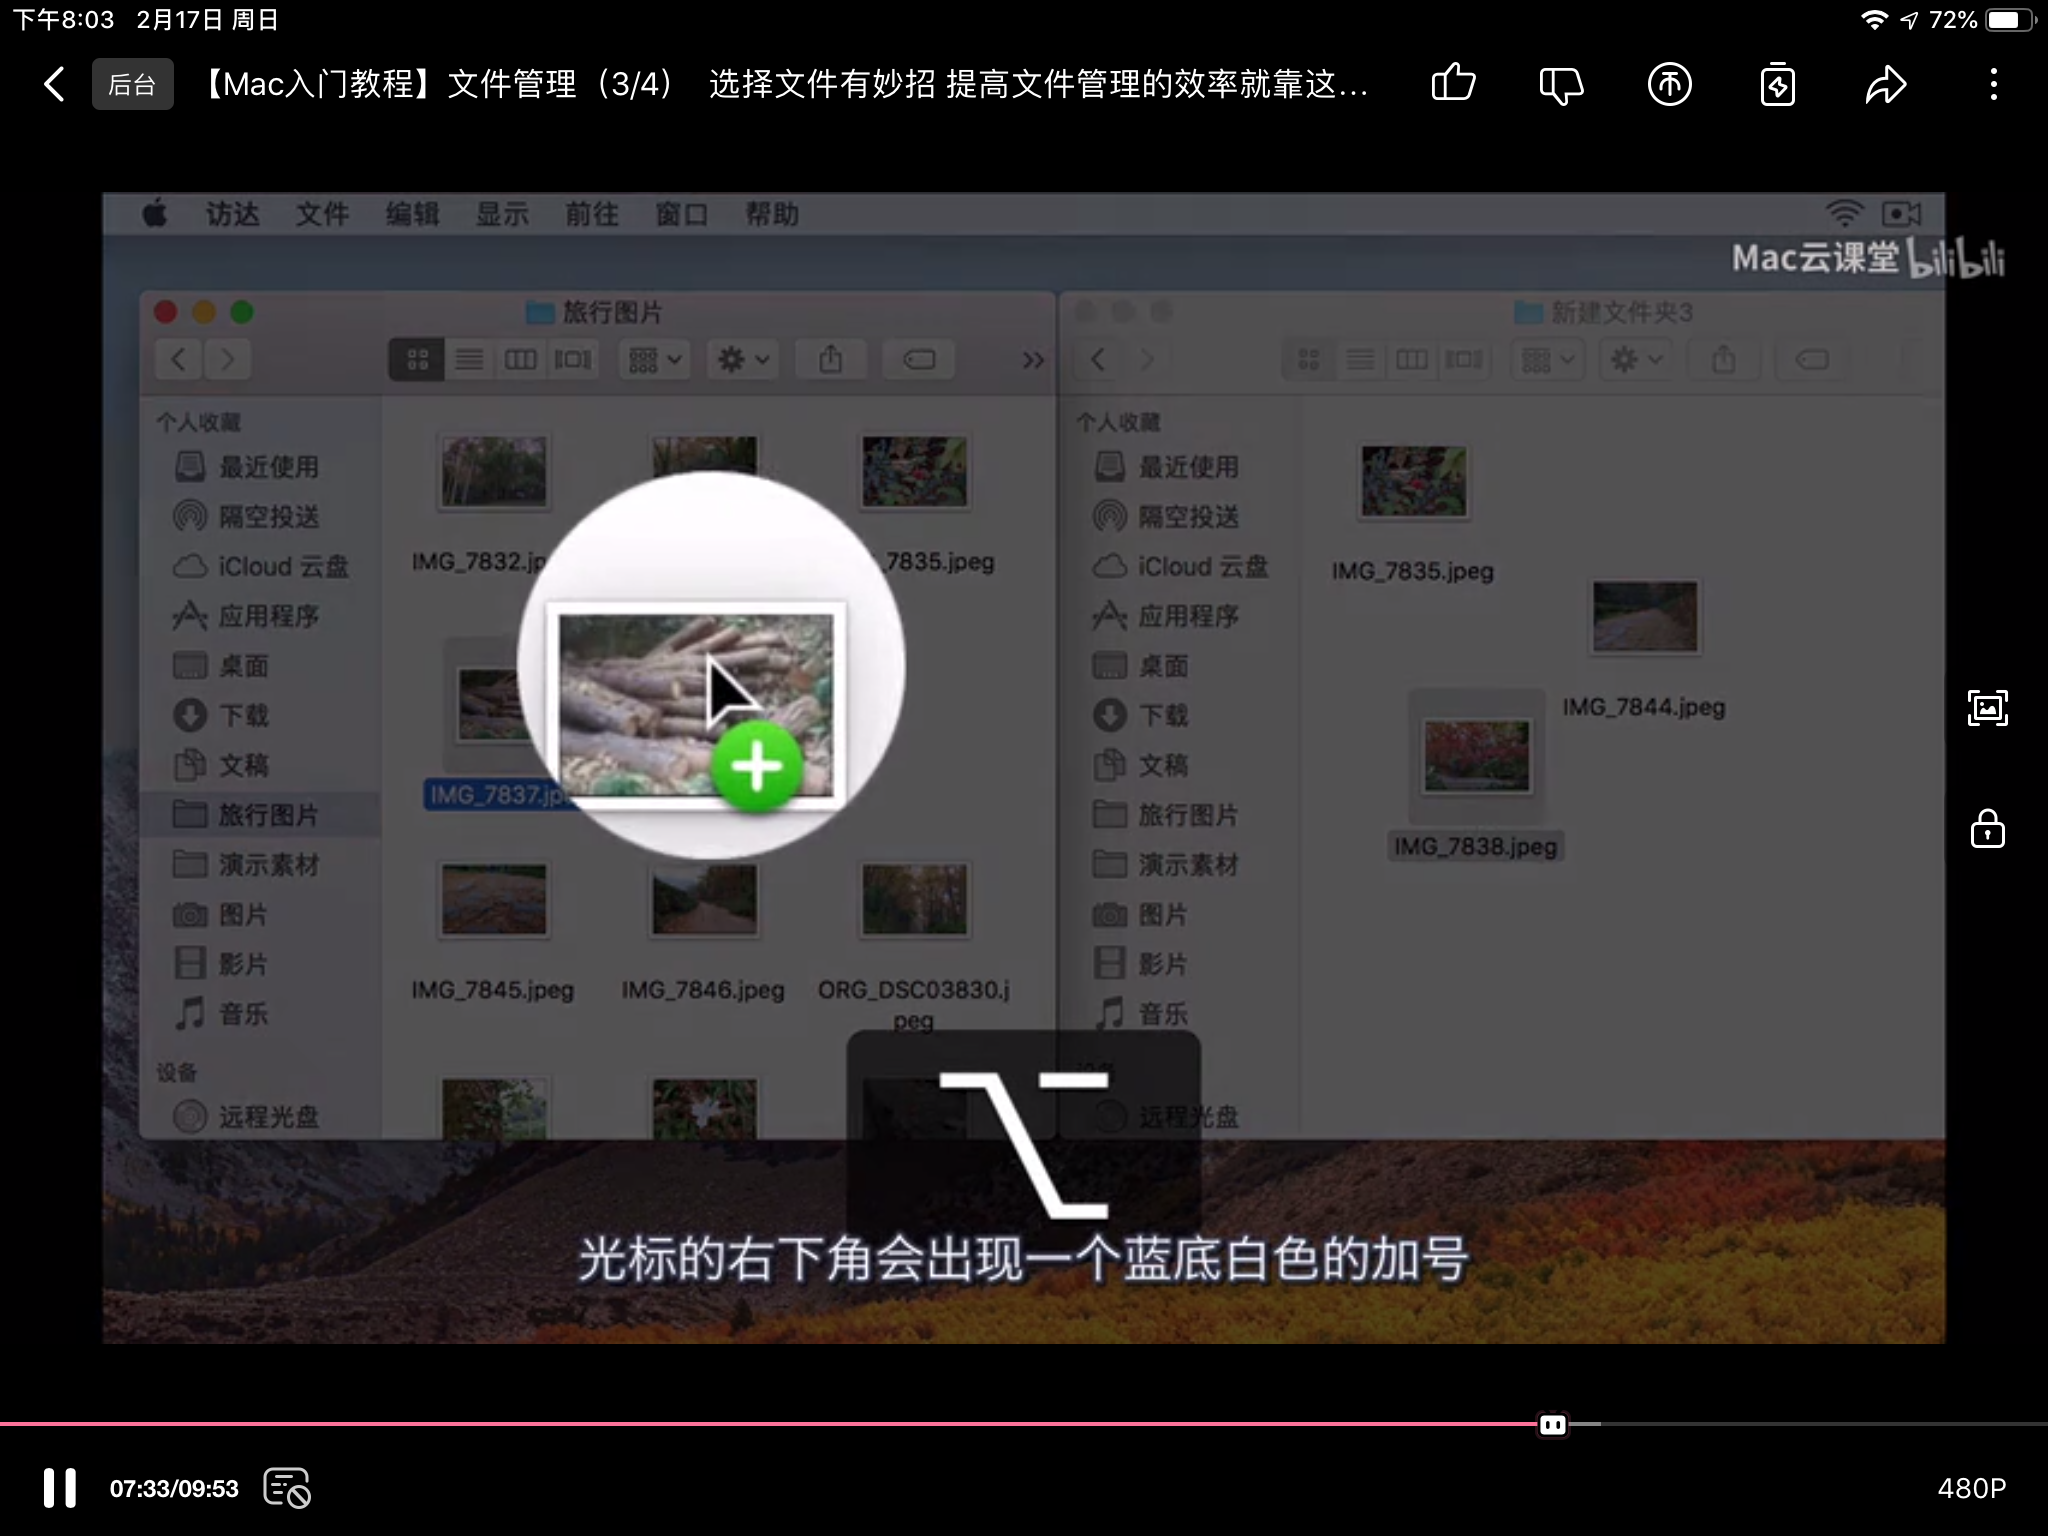 下午8:03 2月17日 周日
72%
后台
【Mac入门教程】文件管理（3/4） 选择文件有妙招 提高文件管理的效率就靠这…
访达 文件 编辑 显示 前往 窗口 帮助
Mac云课堂 bilibili
旅行图片
个人收藏
最近使用
隔空投送
iCloud 云盘
应用程序
桌面
下载
文稿
旅行图片
演示素材
图片
影片
音乐
设备
远程光盘
IMG_7832.jp
_7835.jpeg
IMG_7837.jp
IMG_7845.jpeg
IMG_7846.jpeg
ORG_DSC03830.j
peg
新建文件夹3
个人收藏
最近使用
隔空投送
iCloud 云盘
应用程序
桌面
下载
文稿
旅行图片
演示素材
图片
影片
音乐
远程光盘
IMG_7835.jpeg
IMG_7844.jpeg
IMG_7838.jpeg
⌥
光标的右下角会出现一个蓝底白色的加号
07:33/09:53
480P